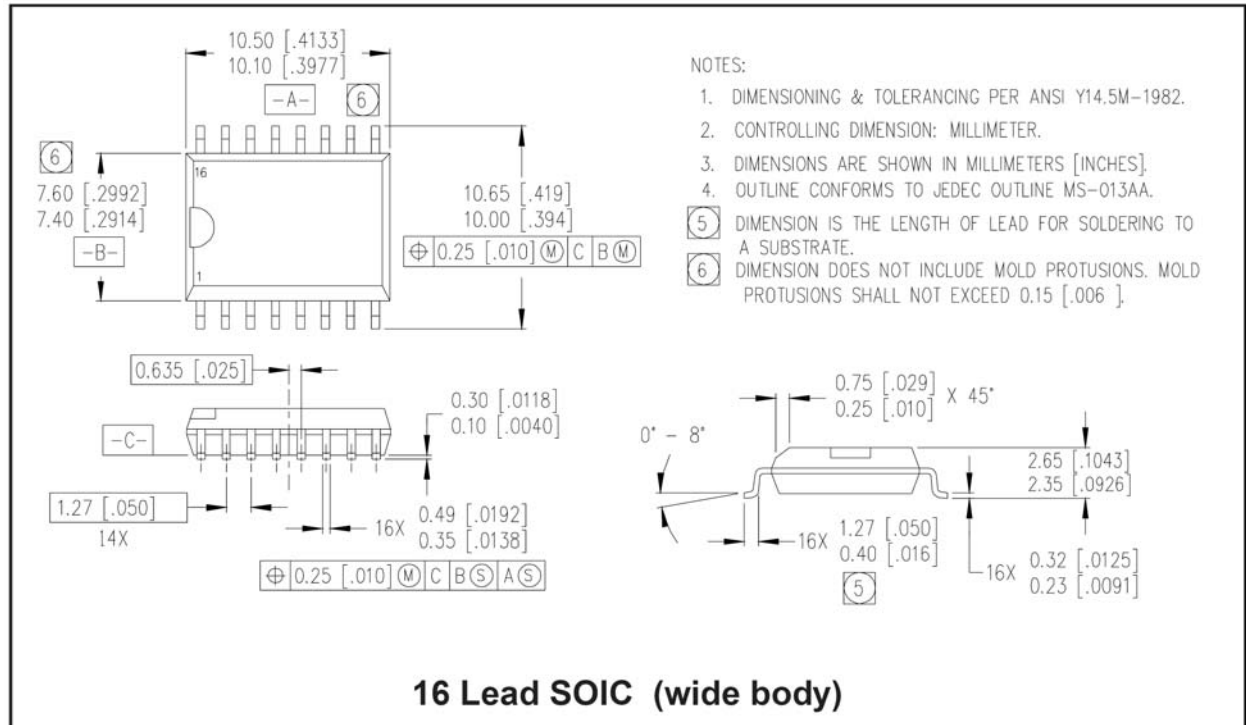 10.50 [.4133]
10.10 [.3977]
-A-
6
6
7.60 [.2992]
7.40 [.2914]
-B-
16
1
10.65 [.419]
10.00 [.394]
⌖ 0.25 [.010] Ⓜ C B Ⓜ
NOTES:
1. DIMENSIONING & TOLERANCING PER ANSI Y14.5M-1982.
2. CONTROLLING DIMENSION: MILLIMETER.
3. DIMENSIONS ARE SHOWN IN MILLIMETERS [INCHES].
4. OUTLINE CONFORMS TO JEDEC OUTLINE MS-013AA.
5 DIMENSION IS THE LENGTH OF LEAD FOR SOLDERING TO
A SUBSTRATE.
6 DIMENSION DOES NOT INCLUDE MOLD PROTUSIONS. MOLD
PROTUSIONS SHALL NOT EXCEED 0.15 [.006 ].
0.635 [.025]
-C-
0.30 [.0118]
0.10 [.0040]
1.27 [.050]
14X
16X 0.49 [.0192]
0.35 [.0138]
⌖ 0.25 [.010] Ⓜ C B Ⓢ A Ⓢ
0.75 [.029]
0.25 [.010]
X 45°
0° - 8°
2.65 [.1043]
2.35 [.0926]
16X 1.27 [.050]
0.40 [.016]
5
16X 0.32 [.0125]
0.23 [.0091]
16 Lead SOIC (wide body)